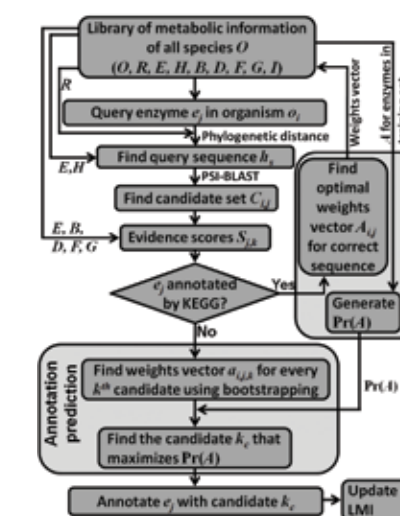 Library of metabolic information
of all species O
(O, R, E, H, B, D, F, G, I)
R
Query enzyme e_j in organism o_i
Phylogenetic distance
Find query sequence h_s
E,H
PSI-BLAST
Find candidate set C_i,j
E, B,
D, F, G
Evidence scores S_j,k
e_j annotated
by KEGG?
Yes
No
Weights vector
A for enzymes in
Find
optimal
weights
vector A_i,j
for correct
sequence
Generate
Pr(A)
Pr(A)
Annotation
prediction
Find weights vector a_i,j,k for every
k^th candidate using bootstrapping
Find the candidate k_c that
maximizes Pr(A)
Annotate e_j with candidate k_c
Update
LMI